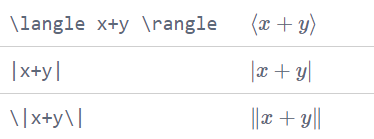 \langle x+y \rangle ⟨x + y⟩
|x+y| |x + y|
\|x+y\| ‖x + y‖